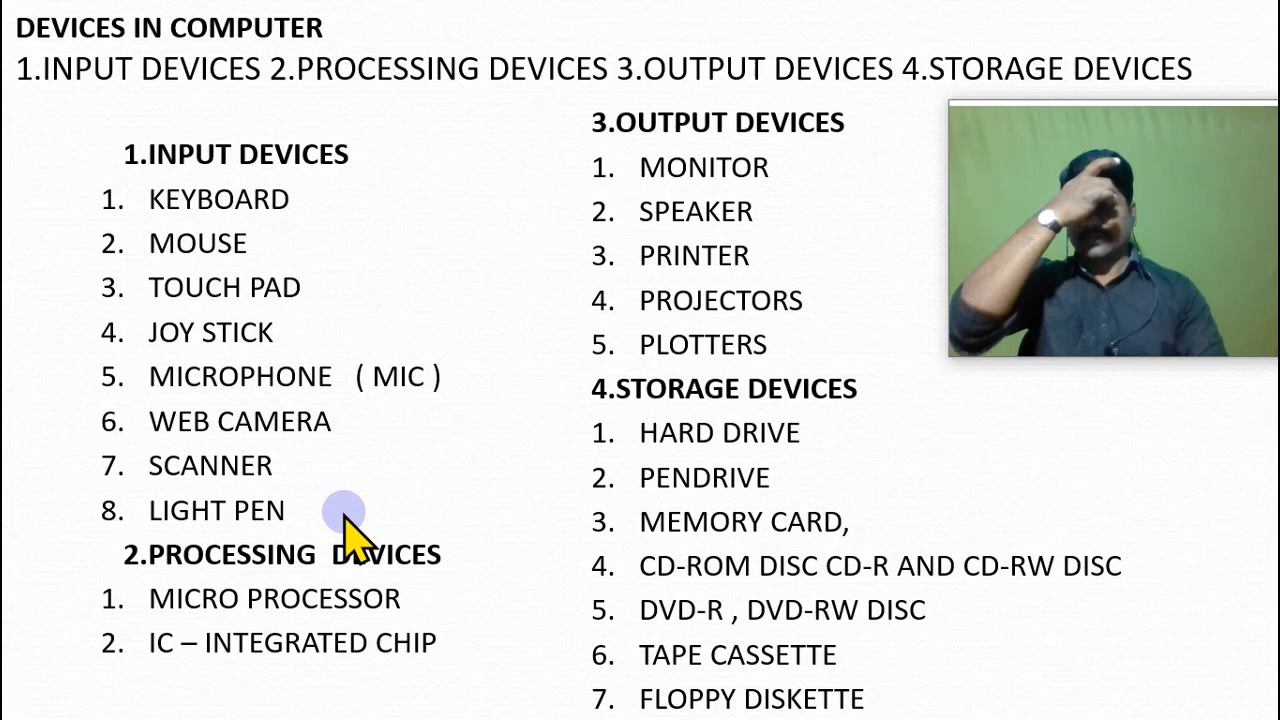 DEVICES IN COMPUTER
1.INPUT DEVICES 2.PROCESSING DEVICES 3.OUTPUT DEVICES 4.STORAGE DEVICES
1.INPUT DEVICES
1. KEYBOARD
2. MOUSE
3. TOUCH PAD
4. JOY STICK
5. MICROPHONE ( MIC )
6. WEB CAMERA
7. SCANNER
8. LIGHT PEN
2.PROCESSING DEVICES
1. MICRO PROCESSOR
2. IC – INTEGRATED CHIP
3.OUTPUT DEVICES
1. MONITOR
2. SPEAKER
3. PRINTER
4. PROJECTORS
5. PLOTTERS
4.STORAGE DEVICES
1. HARD DRIVE
2. PENDRIVE
3. MEMORY CARD,
4. CD-ROM DISC CD-R AND CD-RW DISC
5. DVD-R , DVD-RW DISC
6. TAPE CASSETTE
7. FLOPPY DISKETTE